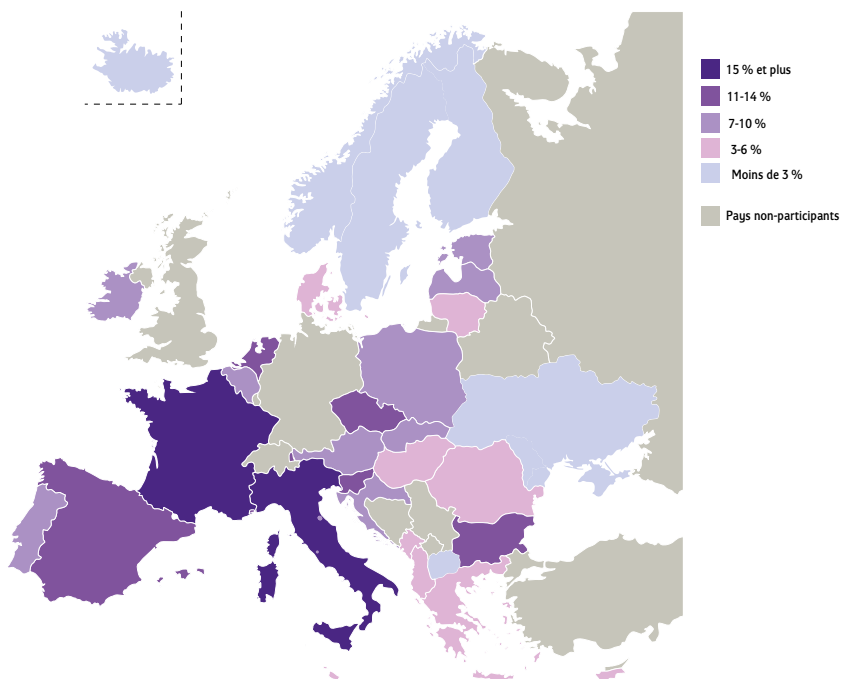 15 % et plus
11-14 %
7-10 %
3-6 %
Moins de 3 %
Pays non-participants